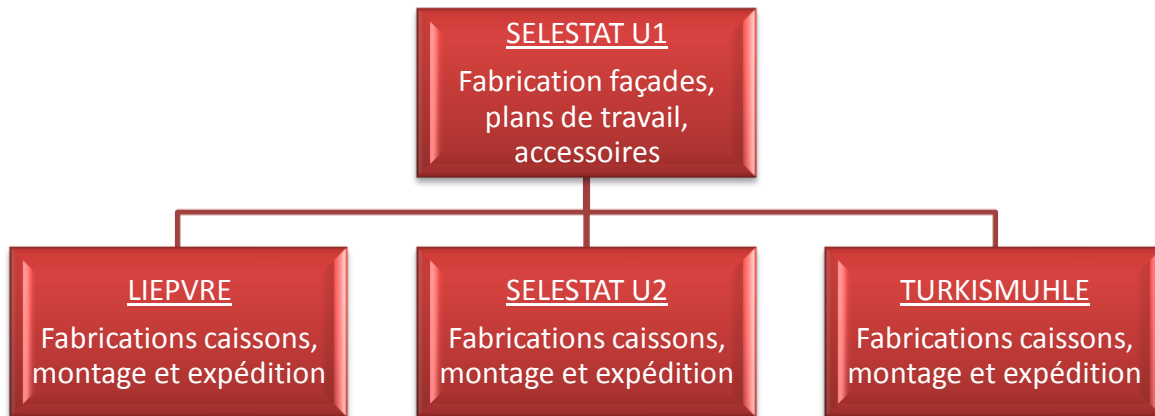 SELESTAT U1
Fabrication façades,
plans de travail,
accessoires
LIEPVRE
Fabrications caissons,
montage et expédition
SELESTAT U2
Fabrications caissons,
montage et expédition
TURKISMUHLE
Fabrications caissons,
montage et expédition